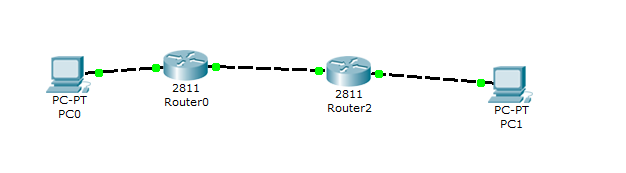 PC-PT
PC0
2811
Router0
2811
Router2
PC-PT
PC1